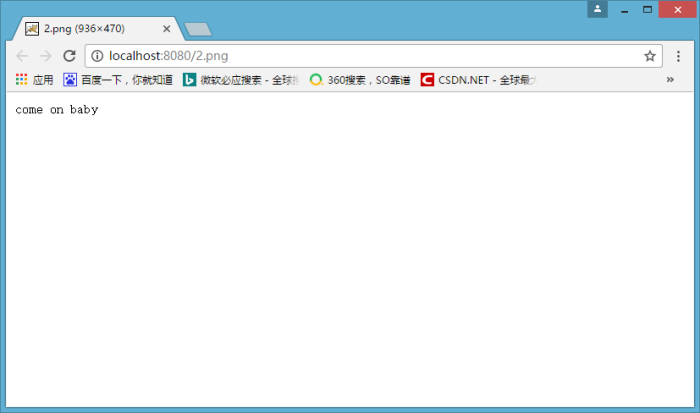 2.png (936×470)
localhost:8080/2.png
应用 百度一下，你就知道 微软必应搜索 - 全球 360搜索，SO靠谱 CSDN.NET - 全球最
come on baby